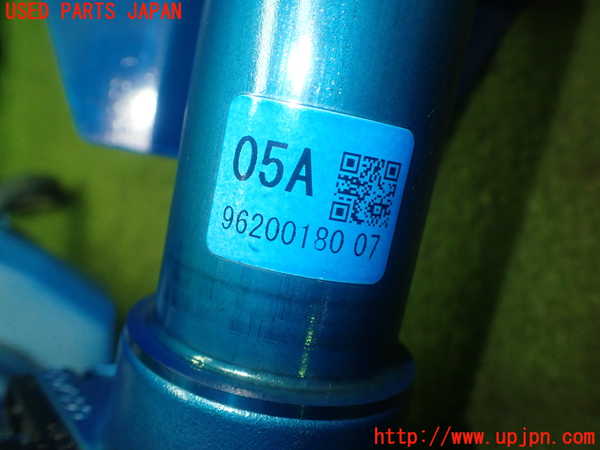 USED PARTS JAPAN
05A
96200180 07
http://www.upjpn.com/